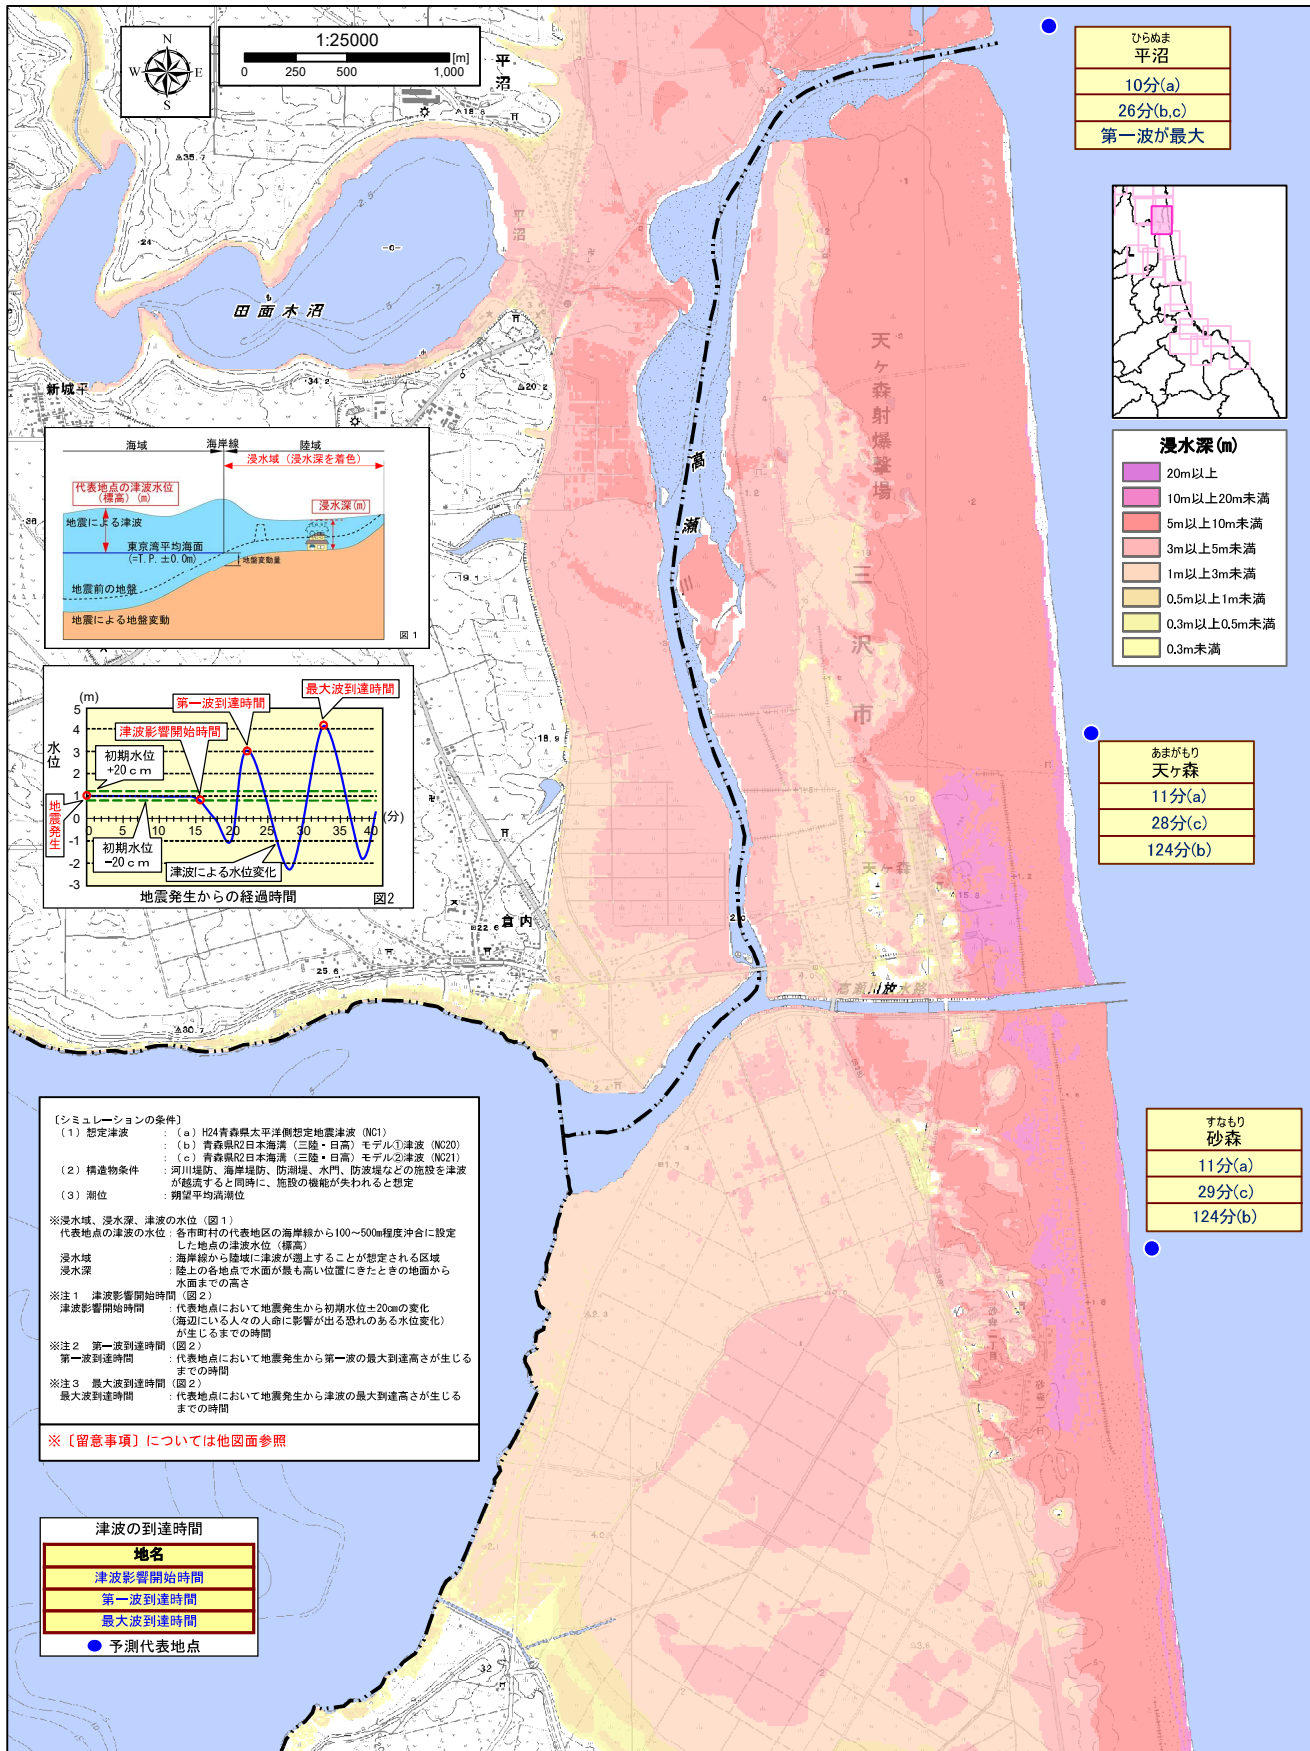 N
W E
S
1:25000
[m]
0 250 500 1,000
平沼
ひらぬま
平沼
10分(a)
26分(b,c)
第一波が最大
田面木沼
新城平
平沼
天ヶ森射爆撃場
高瀬川
三沢市
倉内
天ヶ森
高瀬川放水路
海域 海岸線 陸域
浸水域（浸水深を着色）
代表地点の津波水位
（標高）(m)
浸水深(m)
地震による津波
東京湾平均海面
(=T.P.±0.0m)
地盤変動量
地震前の地盤
地震による地盤変動
図1
浸水深(m)
20m以上
10m以上20m未満
5m以上10m未満
3m以上5m未満
1m以上3m未満
0.5m以上1m未満
0.3m以上0.5m未満
0.3m未満
(m)
水位
5
4
3
2
1
0
-1
-2
-3
最大波到達時間
第一波到達時間
津波影響開始時間
初期水位
+20cm
地震発生
0 5 10 15 20 25 30 35 40 (分)
初期水位
-20cm
津波による水位変化
地震発生からの経過時間
図2
あまがもり
天ヶ森
11分(a)
28分(c)
124分(b)
すなもり
砂森
11分(a)
29分(c)
124分(b)
〔シミュレーションの条件〕
（1）想定津波 ：（a）H24青森県太平洋側想定地震津波（NC1）
：（b）青森県R2日本海溝（三陸・日高）モデル①津波（NC20）
：（c）青森県R2日本海溝（三陸・日高）モデル②津波（NC21）
（2）構造物条件 ：河川堤防、海岸堤防、防潮堤、水門、防波堤などの施設を津波
が越流すると同時に、施設の機能が失われると想定
（3）潮位 ：朔望平均満潮位
※浸水域、浸水深、津波の水位（図1）
代表地点の津波の水位：各市町村の代表地区の海岸線から100～500m程度沖合に設定
した地点の津波水位（標高）
浸水域 ：海岸線から陸域に津波が遡上することが想定される区域
浸水深 ：陸上の各地点で水面が最も高い位置にきたときの地面から
水面までの高さ
※注1 津波影響開始時間（図2）
津波影響開始時間 ：代表地点において地震発生から初期水位±20cmの変化
（海辺にいる人々の人命に影響が出る恐れのある水位変化）
が生じるまでの時間
※注2 第一波到達時間（図2）
第一波到達時間 ：代表地点において地震発生から第一波の最大到達高さが生じる
までの時間
※注3 最大波到達時間（図2）
最大波到達時間 ：代表地点において地震発生から津波の最大到達高さが生じる
までの時間
※〔留意事項〕については他図面参照
津波の到達時間
地名
津波影響開始時間
第一波到達時間
最大波到達時間
予測代表地点